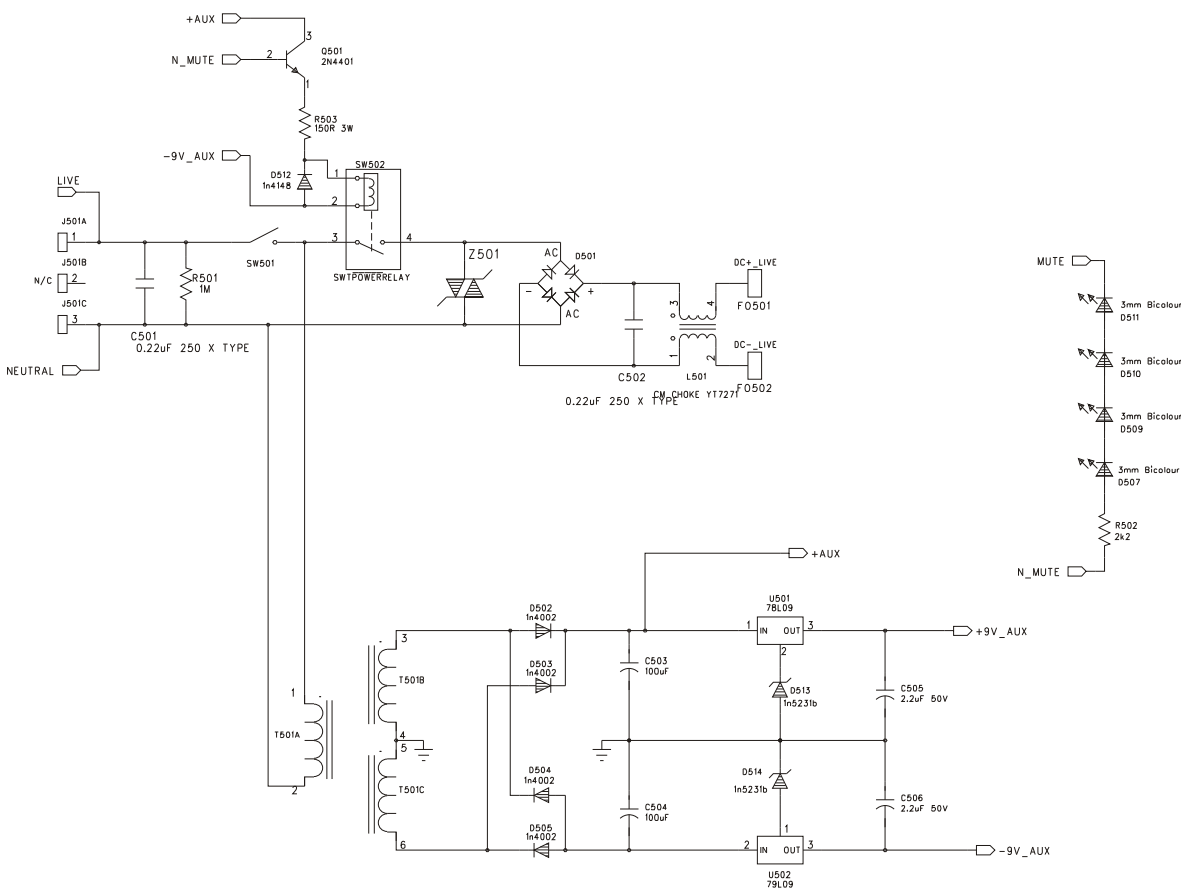 +AUX
3
N_MUTE
2
Q501
2N4401
1
R503
150R 3W
-9V_AUX
SW502
D512
1n4148
1
2
LIVE
J501A
1
3
4
SW501
Z501
AC
D501
J501B
N/C
2
R501
1M
SWTPOWERRELAY
-
+
AC
J501C
3
C501
0.22uF 250 X TYPE
NEUTRAL
DC+_LIVE
3
4
FO501
DC-_LIVE
1
2
C502
L501
FO502
CM CHOKE YT7271
0.22uF 250 X TYPE
MUTE
3mm Bicolour
D511
3mm Bicolour
D510
3mm Bicolour
D509
3mm Bicolour
D507
R502
2k2
N_MUTE
+AUX
D502
1n4002
U501
78L09
3
1
IN
OUT
3
+9V_AUX
2
D503
1n4002
C503
100uF
T501B
D513
1n5231b
C505
2.2uF 50V
1
T501A
2
4
5
D504
1n4002
D514
1n5231b
T501C
C504
100uF
C506
2.2uF 50V
D505
1n4002
1
6
2
IN
OUT
3
-9V_AUX
U502
79L09